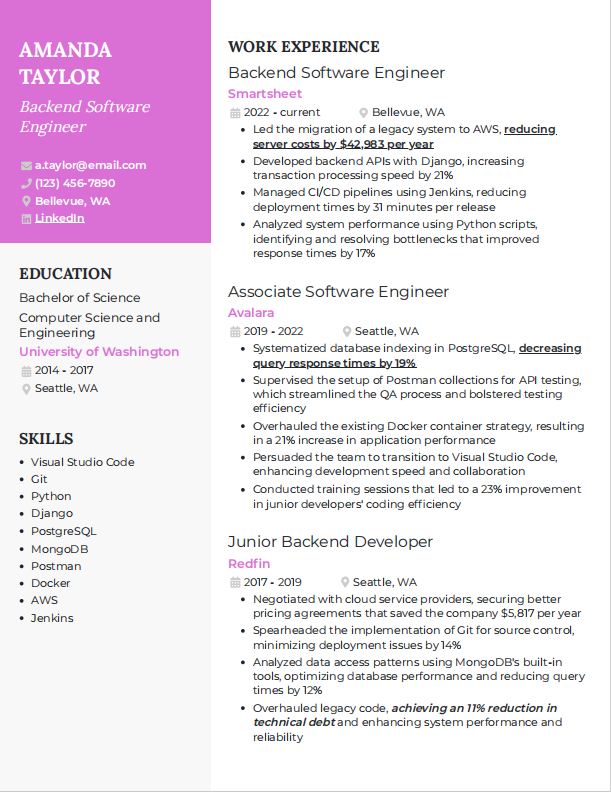 AMANDA
TAYLOR
Backend Software
Engineer
a.taylor@email.com
(123) 456-7890
Bellevue, WA
LinkedIn
EDUCATION
Bachelor of Science
Computer Science and
Engineering
University of Washington
2014 - 2017
Seattle, WA
SKILLS
• Visual Studio Code
• Git
• Python
• Django
• PostgreSQL
• MongoDB
• Postman
• Docker
• AWS
• Jenkins
WORK EXPERIENCE
Backend Software Engineer
Smartsheet
2022 - current Bellevue, WA
• Led the migration of a legacy system to AWS, reducing
server costs by $42,983 per year
• Developed backend APIs with Django, increasing
transaction processing speed by 21%
• Managed CI/CD pipelines using Jenkins, reducing
deployment times by 31 minutes per release
• Analyzed system performance using Python scripts,
identifying and resolving bottlenecks that improved
response times by 17%
Associate Software Engineer
Avalara
2019 - 2022 Seattle, WA
• Systematized database indexing in PostgreSQL, decreasing
query response times by 19%
• Supervised the setup of Postman collections for API testing,
which streamlined the QA process and bolstered testing
efficiency
• Overhauled the existing Docker container strategy, resulting
in a 21% increase in application performance
• Persuaded the team to transition to Visual Studio Code,
enhancing development speed and collaboration
• Conducted training sessions that led to a 23% improvement
in junior developers' coding efficiency
Junior Backend Developer
Redfin
2017 - 2019 Seattle, WA
• Negotiated with cloud service providers, securing better
pricing agreements that saved the company $5,817 per year
• Spearheaded the implementation of Git for source control,
minimizing deployment issues by 14%
• Analyzed data access patterns using MongoDB's built-in
tools, optimizing database performance and reducing query
times by 12%
• Overhauled legacy code, achieving an 11% reduction in
technical debt and enhancing system performance and
reliability